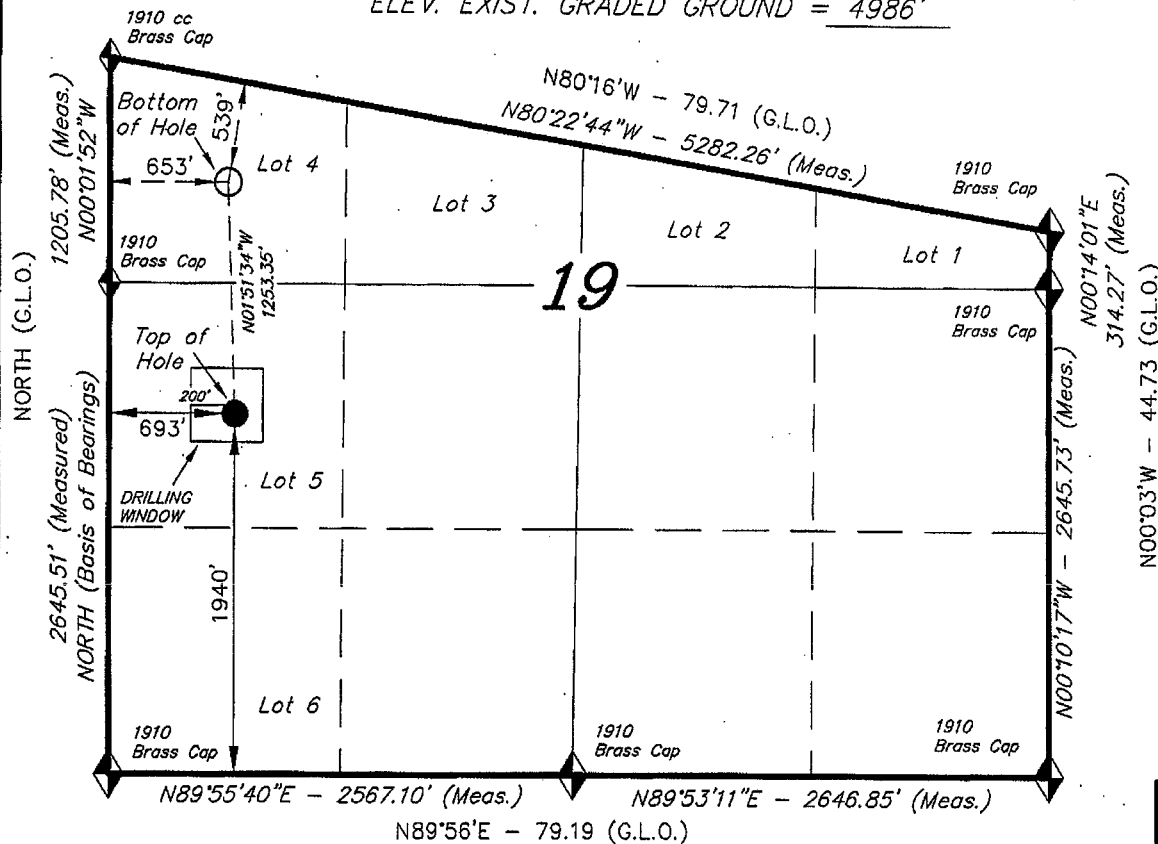 ELEV. EXIST. GRADED GROUND = 4986'
1910 cc
Brass Cap
N80°16'W – 79.71 (G.L.O.)
N80°22'44"W – 5282.26' (Meas.)
1205.78' (Meas.)
N00°01'52"W
Bottom
of Hole
539'
653'
Lot 4
Lot 3
Lot 2
Lot 1
1910
Brass Cap
N00°14'01"E
314.27' (Meas.)
1910
Brass Cap
19
1910
Brass Cap
N01°51'34"W
1253.35'
NORTH (G.L.O.)
Top of
Hole
200'
693'
DRILLING
WINDOW
Lot 5
2645.51' (Measured)
NORTH (Basis of Bearings)
N00°10'17"W – 2645.73' (Meas.)
N00°03'W – 44.73 (G.L.O.)
1940'
Lot 6
1910
Brass Cap
1910
Brass Cap
1910
Brass Cap
N89°55'40"E – 2567.10' (Meas.)
N89°53'11"E – 2646.85' (Meas.)
N89°56'E – 79.19 (G.L.O.)